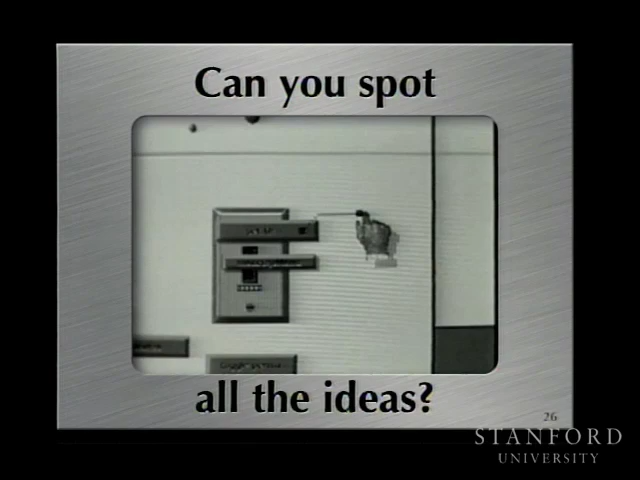 Can you spot
all the ideas?
26
STANFORD
UNIVERSITY